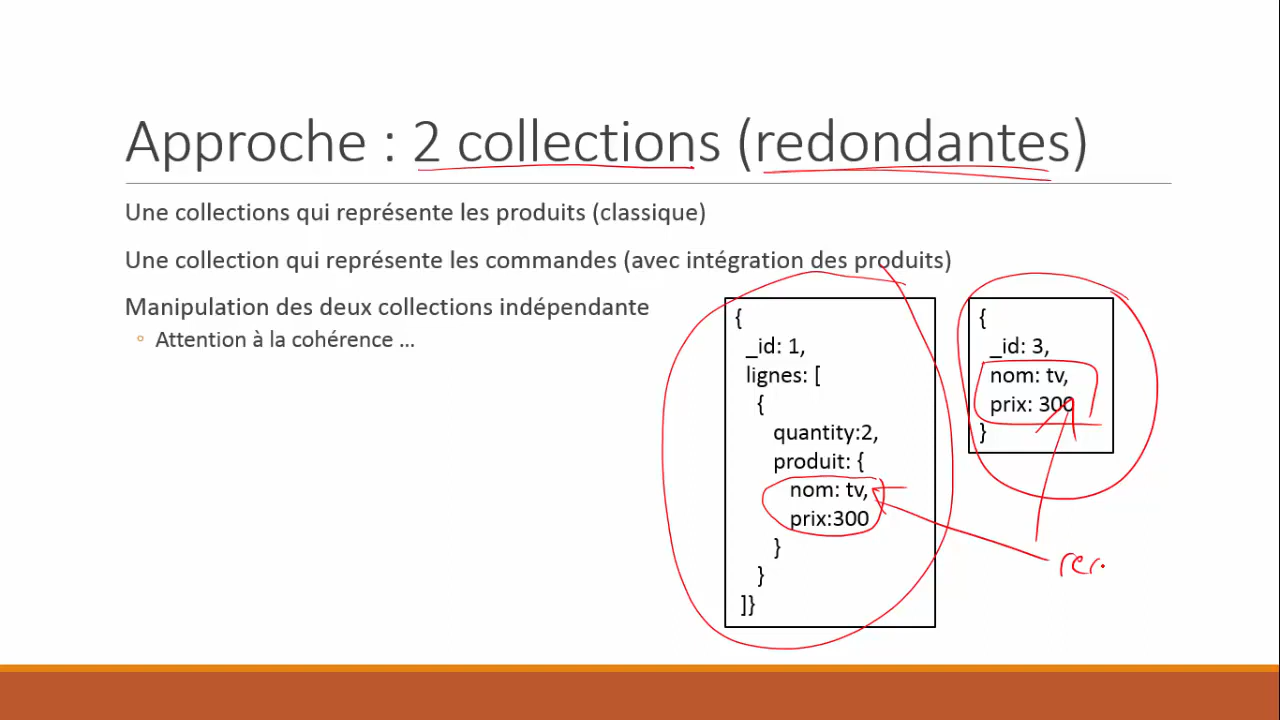 Approche : 2 collections (redondantes)
Une collections qui représente les produits (classique)
Une collection qui représente les commandes (avec intégration des produits)
Manipulation des deux collections indépendante
Attention à la cohérence ...
{
_id: 1,
lignes: [
{
quantity:2,
produit: {
nom: tv,
prix:300
}
}
]}
{
_id: 3,
nom: tv,
prix: 300
}